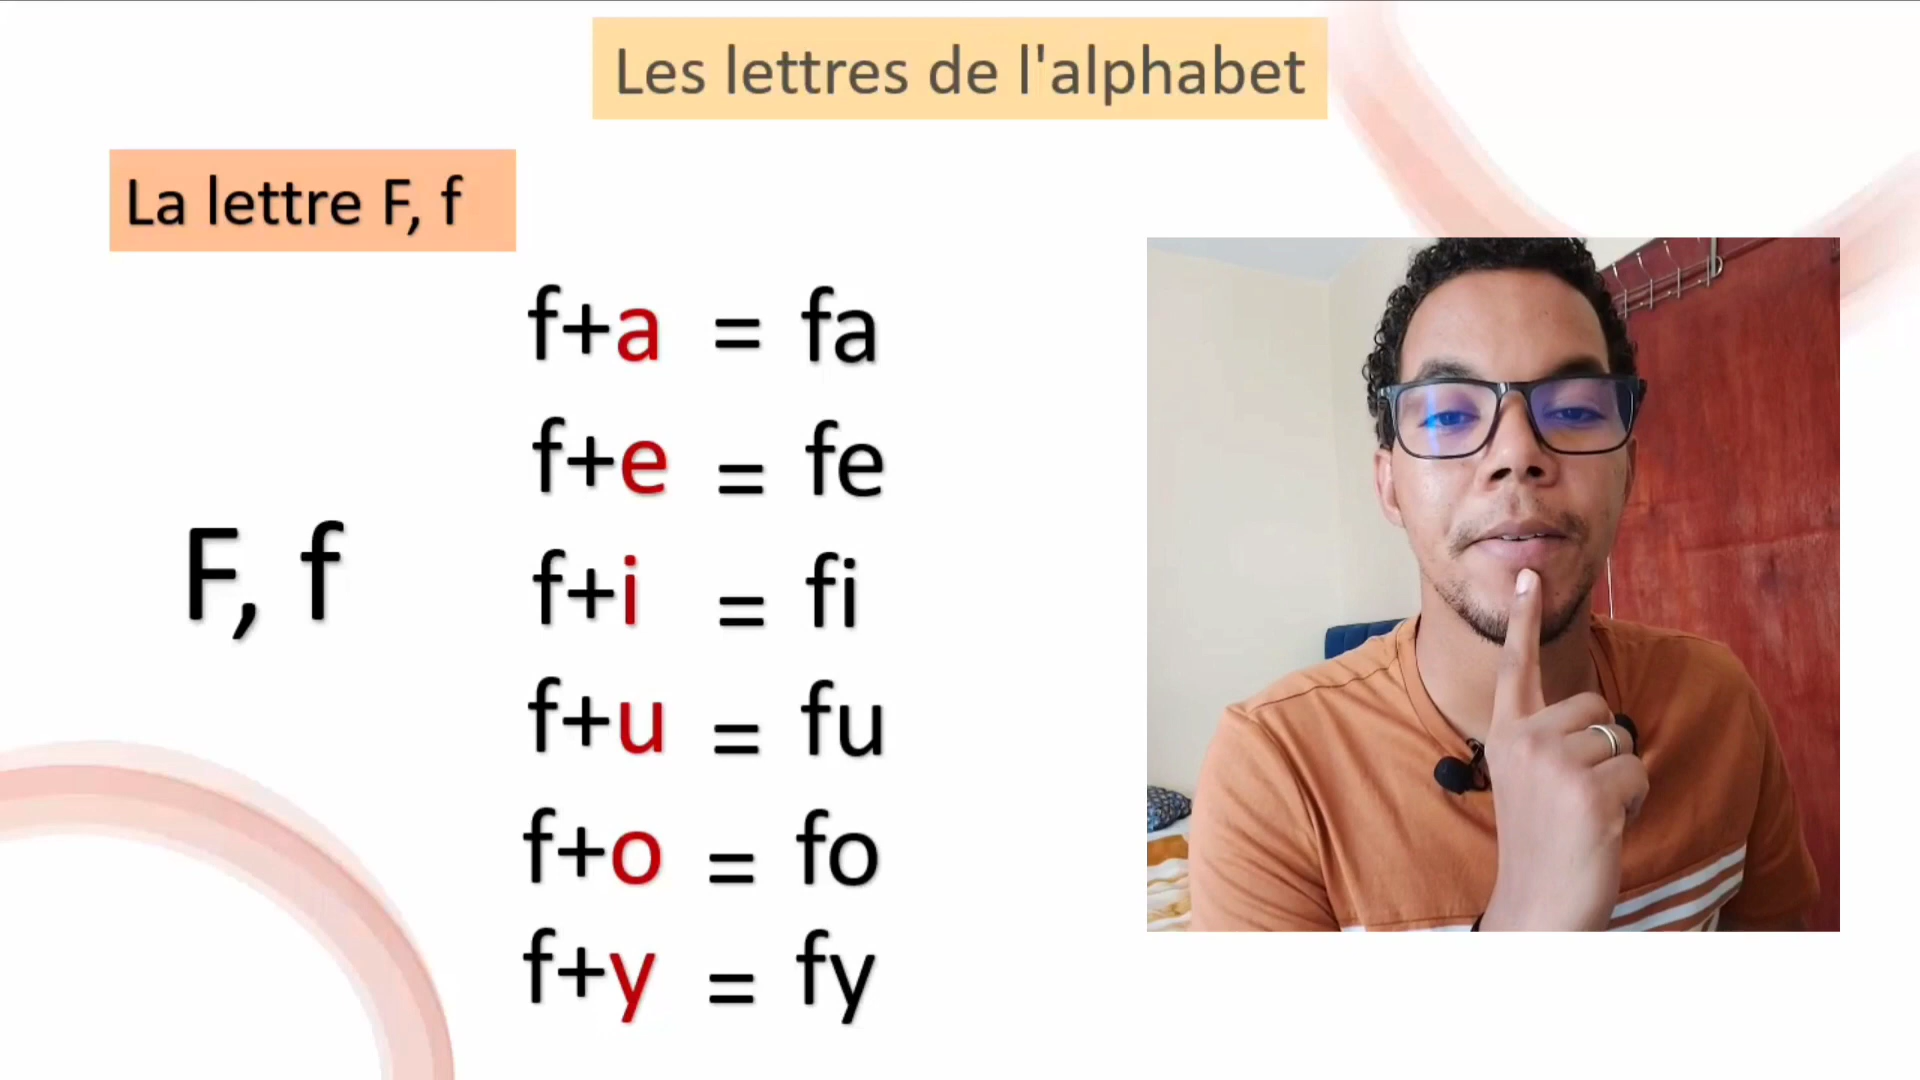 Les lettres de l'alphabet
La lettre F, f
F, f
f+a = fa
f+e = fe
f+i = fi
f+u = fu
f+o = fo
f+y = fy